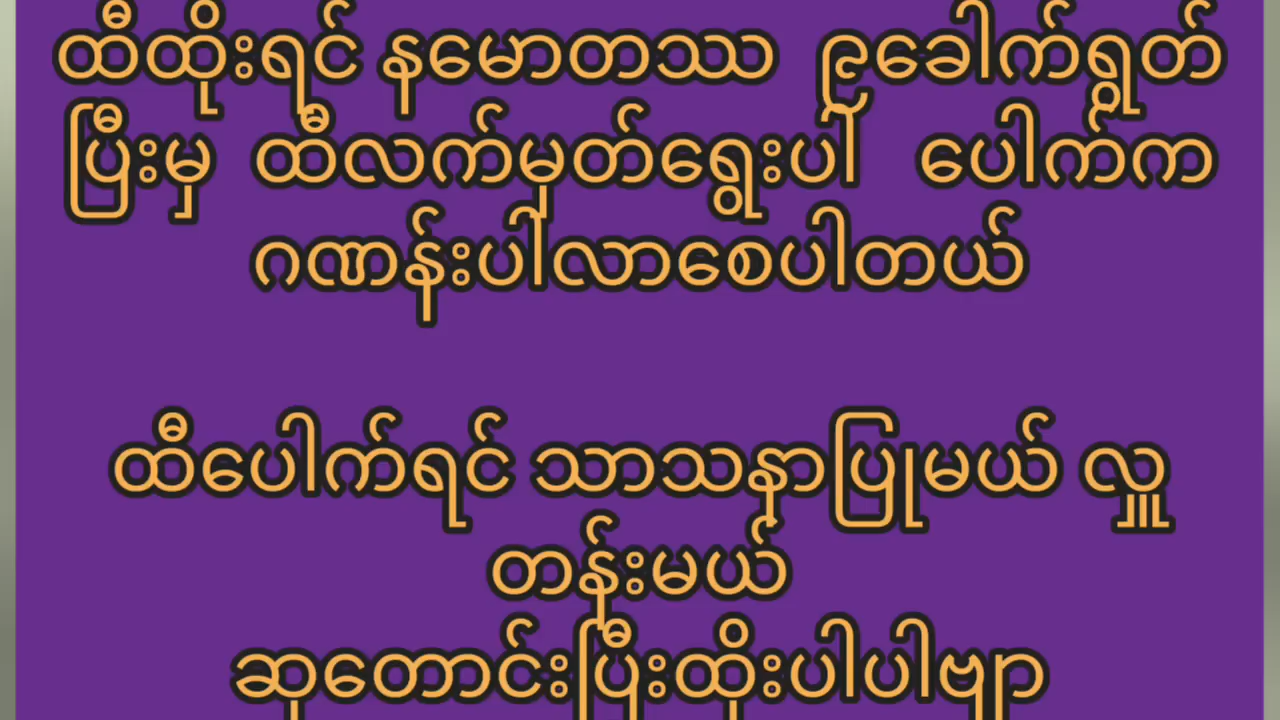 ထီထိုးရင် နမောတဿ ၉ခေါက်ရွတ်
ပြီးမှ ထီလက်မှတ်ရွေးပါ ပေါက်က
ဂဏန်းပါလာစေပါတယ်
ထီပေါက်ရင် သာသနာပြုမယ် လှူ
တန်းမယ်
ဆုတောင်းပြီးထိုးပါပါဗျာ